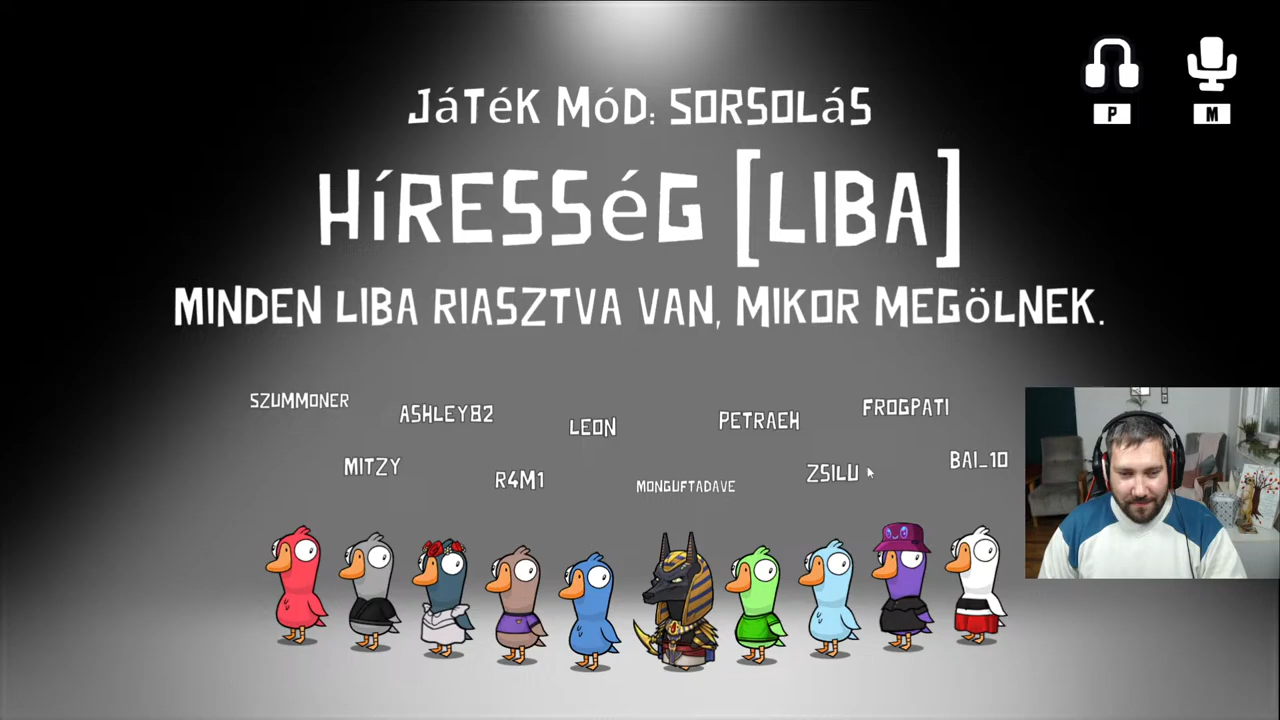 P M
JáTéK MóD: SORSOLáS
HíRESSéG [LIBA]
MINDEN LIBA RIASZTVA VAN, MIKOR MEGÖLNEK.
SZUMMONER ASHLEY82 LEON PETRAEH FROGPATI
MITZY R4M1 MONGUFTADAVE ZSILU BAI_10